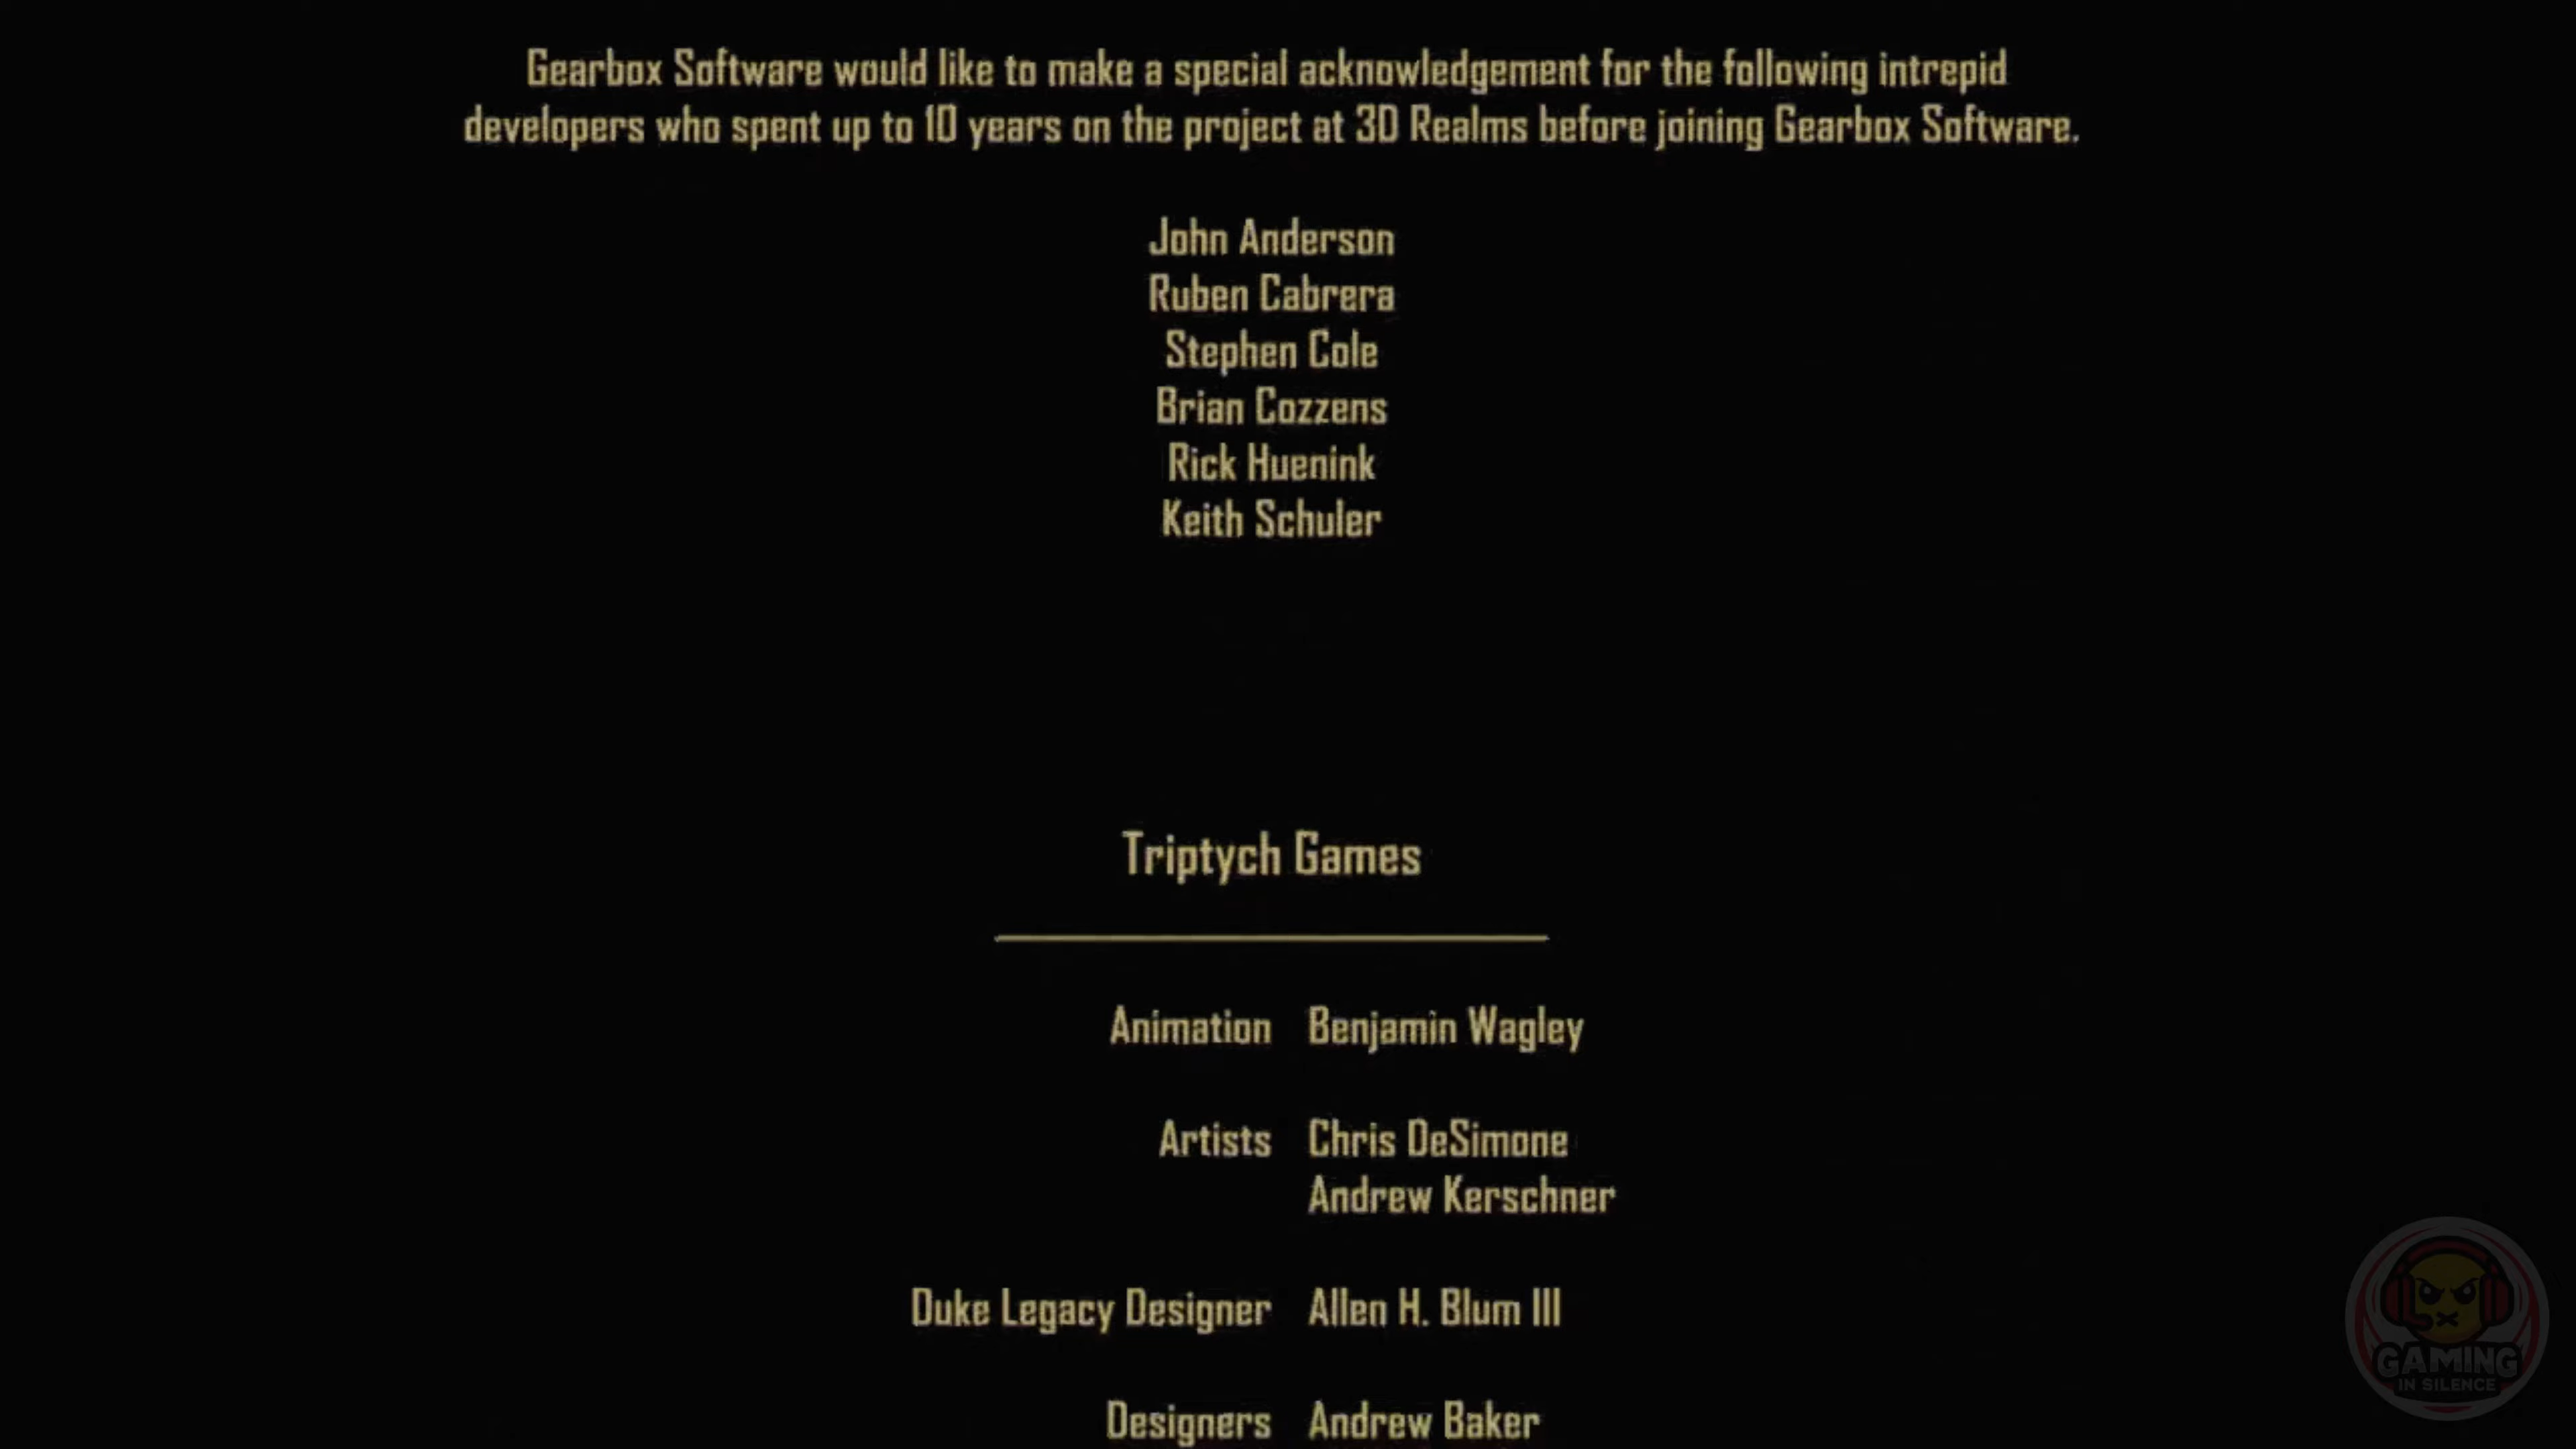 Gearbox Software would like to make a special acknowledgement for the following intrepid
developers who spent up to 10 years on the project at 3D Realms before joining Gearbox Software.
John Anderson
Ruben Cabrera
Stephen Cole
Brian Cozzens
Rick Huenink
Keith Schuler
Triptych Games
Animation Benjamin Wagley
Artists Chris DeSimone
Andrew Kerschner
Duke Legacy Designer Allen H. Blum III
Designers Andrew Baker
GAMING
IN SILENCE